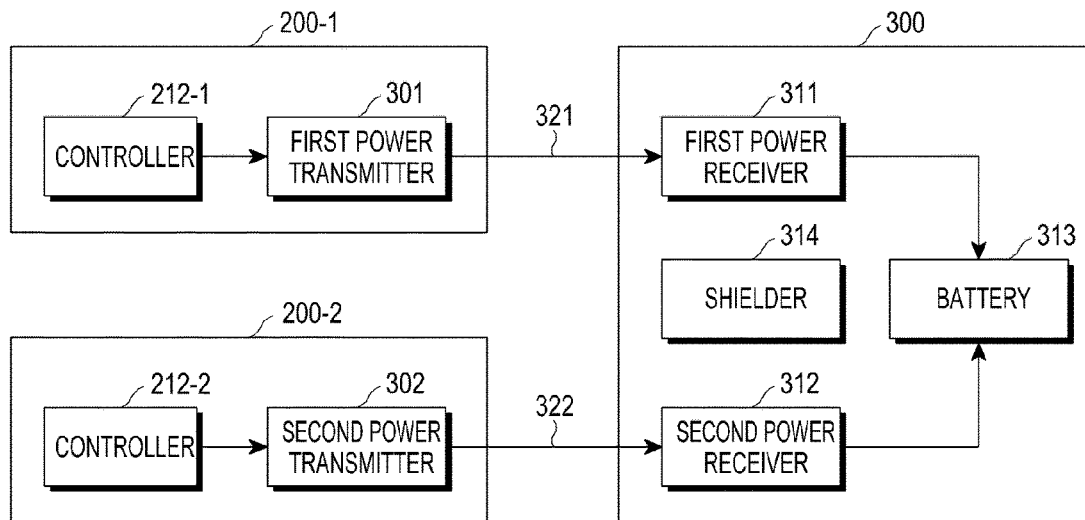 200-1
300
212-1
301
321
311
CONTROLLER
FIRST POWER
TRANSMITTER
FIRST POWER
RECEIVER
314
313
SHIELDER
BATTERY
200-2
212-2
302
322
312
CONTROLLER
SECOND POWER
TRANSMITTER
SECOND POWER
RECEIVER